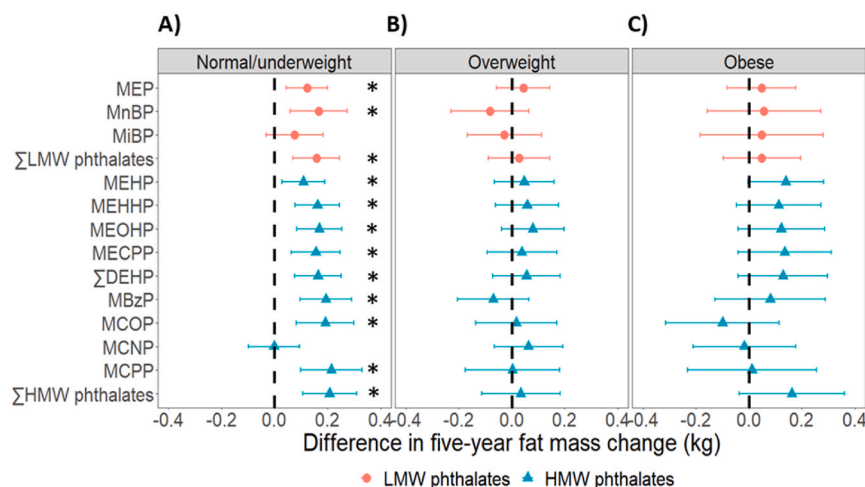 A) B) C)
Normal/underweight Overweight Obese
MEP *
MnBP *
MiBP
∑LMW phthalates *
MEHP *
MEHHP *
MEOHP *
MECPP *
∑DEHP *
MBzP *
MCOP *
MCNP
MCPP *
∑HMW phthalates *
-0.4 -0.2 0.0 0.2 0.4 -0.4 -0.2 0.0 0.2 0.4 -0.4 -0.2 0.0 0.2 0.4
Difference in five-year fat mass change (kg)
LMW phthalates HMW phthalates